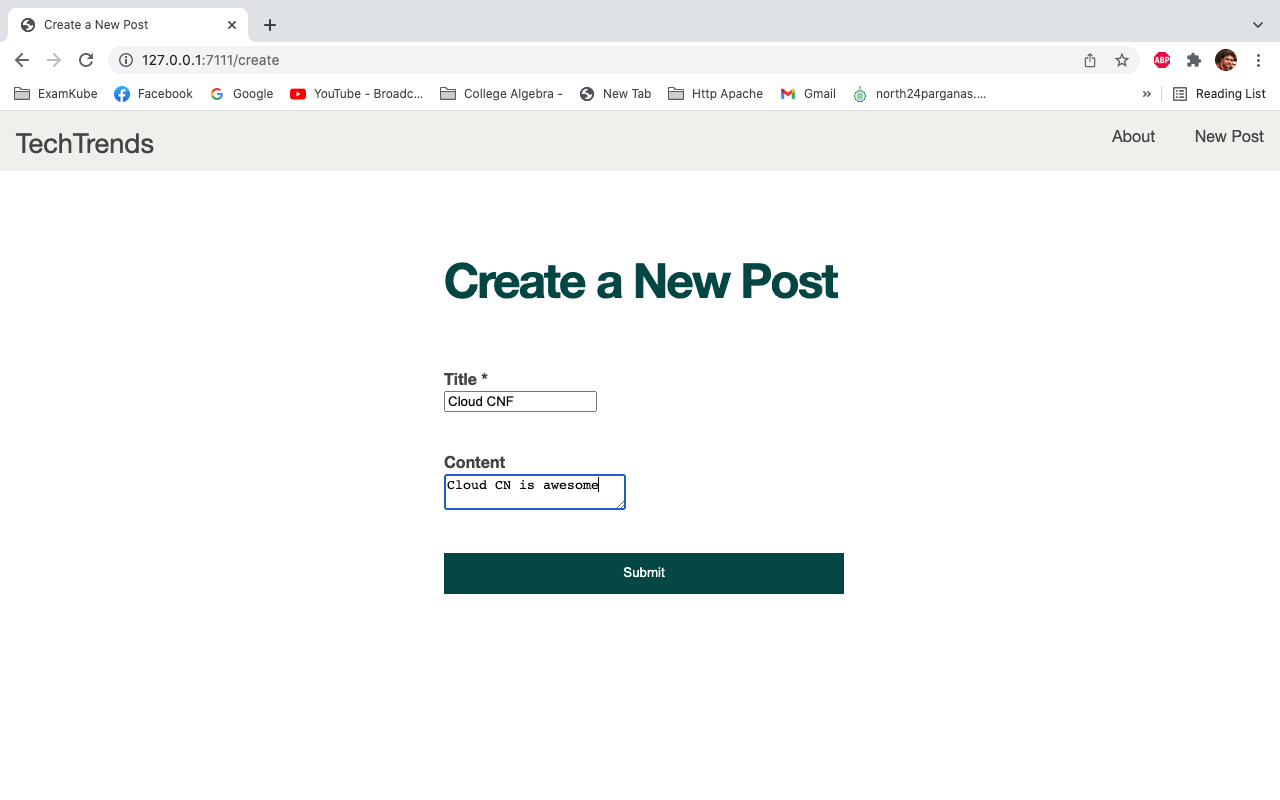 Create a New Post
127.0.0.1:7111/create
ABP
ExamKube Facebook Google YouTube - Broadc... College Algebra - New Tab Http Apache Gmail north24parganas.... » Reading List
TechTrends About New Post
Create a New Post
Title *
Cloud CNF
Content
Cloud CN is awesome
Submit